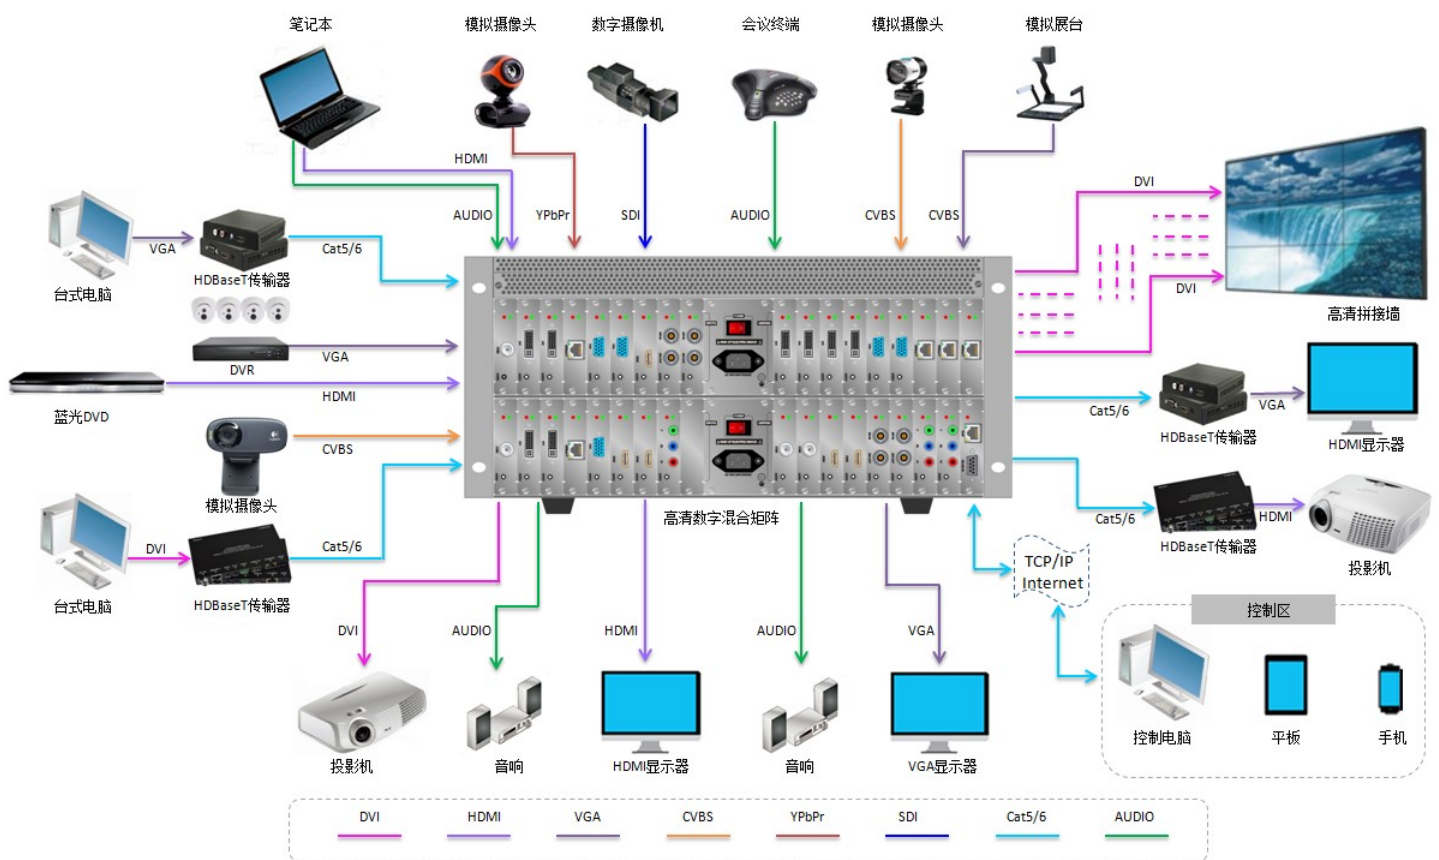 笔记本
模拟摄像头
数字摄像机
会议终端
模拟摄像头
模拟展台
HDMI
AUDIO
YPbPr
SDI
AUDIO
CVBS
CVBS
DVI
VGA
Cat5/6
HDBaseT传输器
台式电脑
DVI
高清拼接墙
VGA
DVR
HDMI
蓝光DVD
Cat5/6
VGA
HDBaseT传输器
HDMI显示器
CVBS
模拟摄像头
高清数字混合矩阵
Cat5/6
HDMI
HDBaseT传输器
投影机
DVI
Cat5/6
HDBaseT传输器
台式电脑
TCP/IP
Internet
控制区
DVI
AUDIO
HDMI
AUDIO
VGA
控制电脑
平板
手机
投影机
音响
HDMI显示器
音响
VGA显示器
DVI
HDMI
VGA
CVBS
YPbPr
SDI
Cat5/6
AUDIO